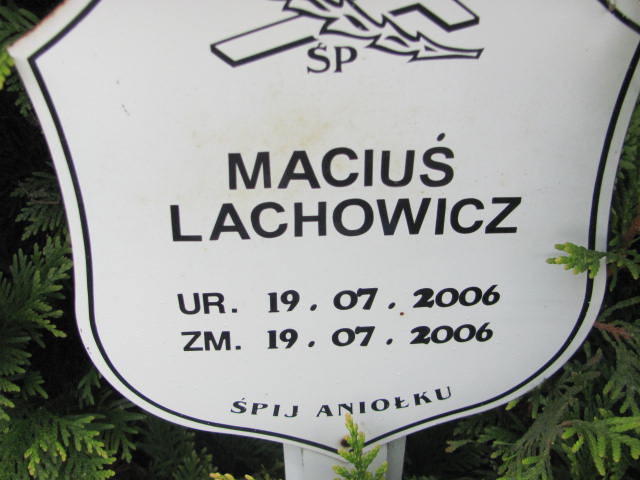 ŚP
MACIUŚ
LACHOWICZ
UR. 19.07.2006
ZM. 19.07.2006
ŚPIJ ANIOŁKU